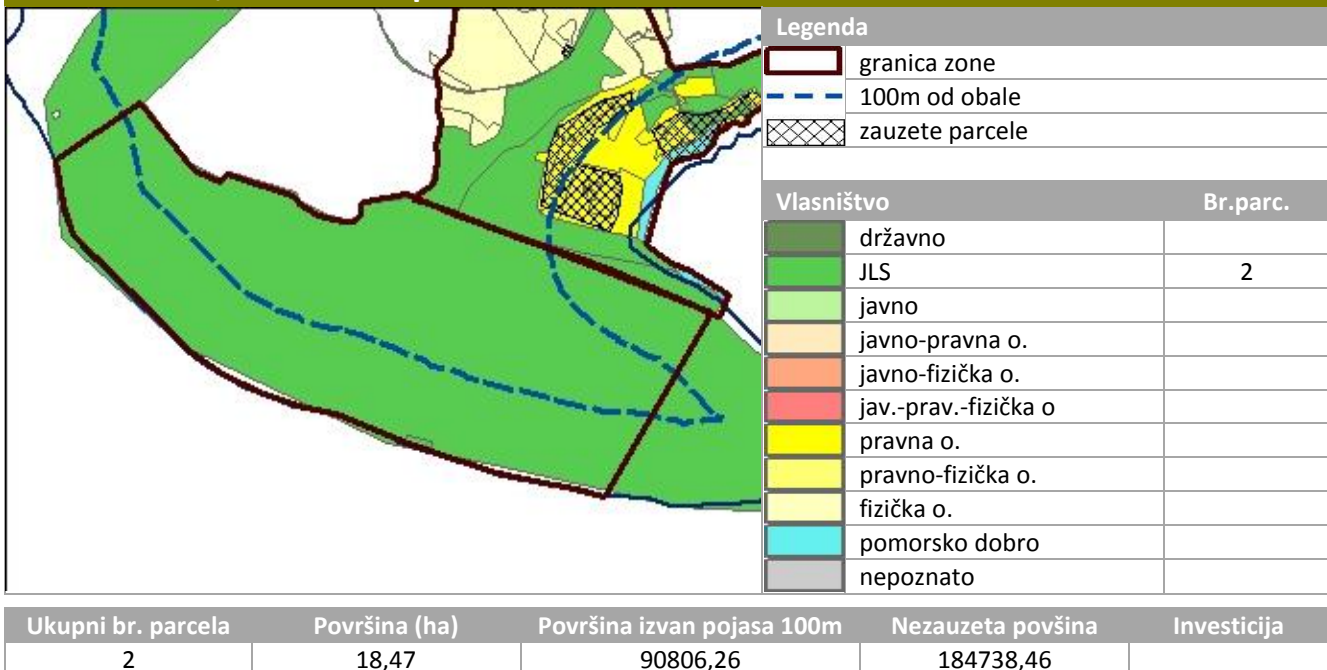 Legenda
granica zone
100m od obale
zauzete parcele
Vlasništvo Br.parc.
državno
JLS 2
javno
javno-pravna o.
javno-fizička o.
jav.-prav.-fizička o
pravna o.
pravno-fizička o.
fizička o.
pomorsko dobro
nepoznato
Ukupni br. parcela Površina (ha) Površina izvan pojasa 100m Nezauzeta povšina Investicija
2 18,47 90806,26 184738,46